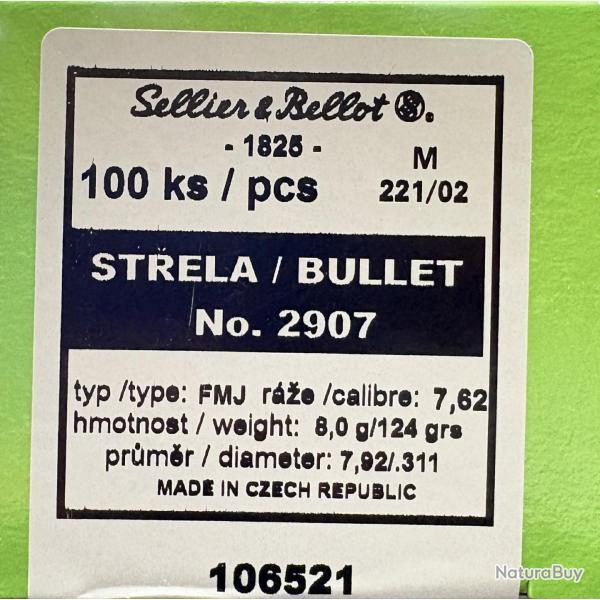 Sellier & Bellot S&B.
- 1825 -
M
100 ks / pcs
221/02
STŘELA / BULLET
No. 2907
typ /type: FMJ ráže /calibre: 7,62
hmotnost / weight: 8,0 g/124 grs
průměr / diameter: 7,92/.311
MADE IN CZECH REPUBLIC
106521
NaturaBuy